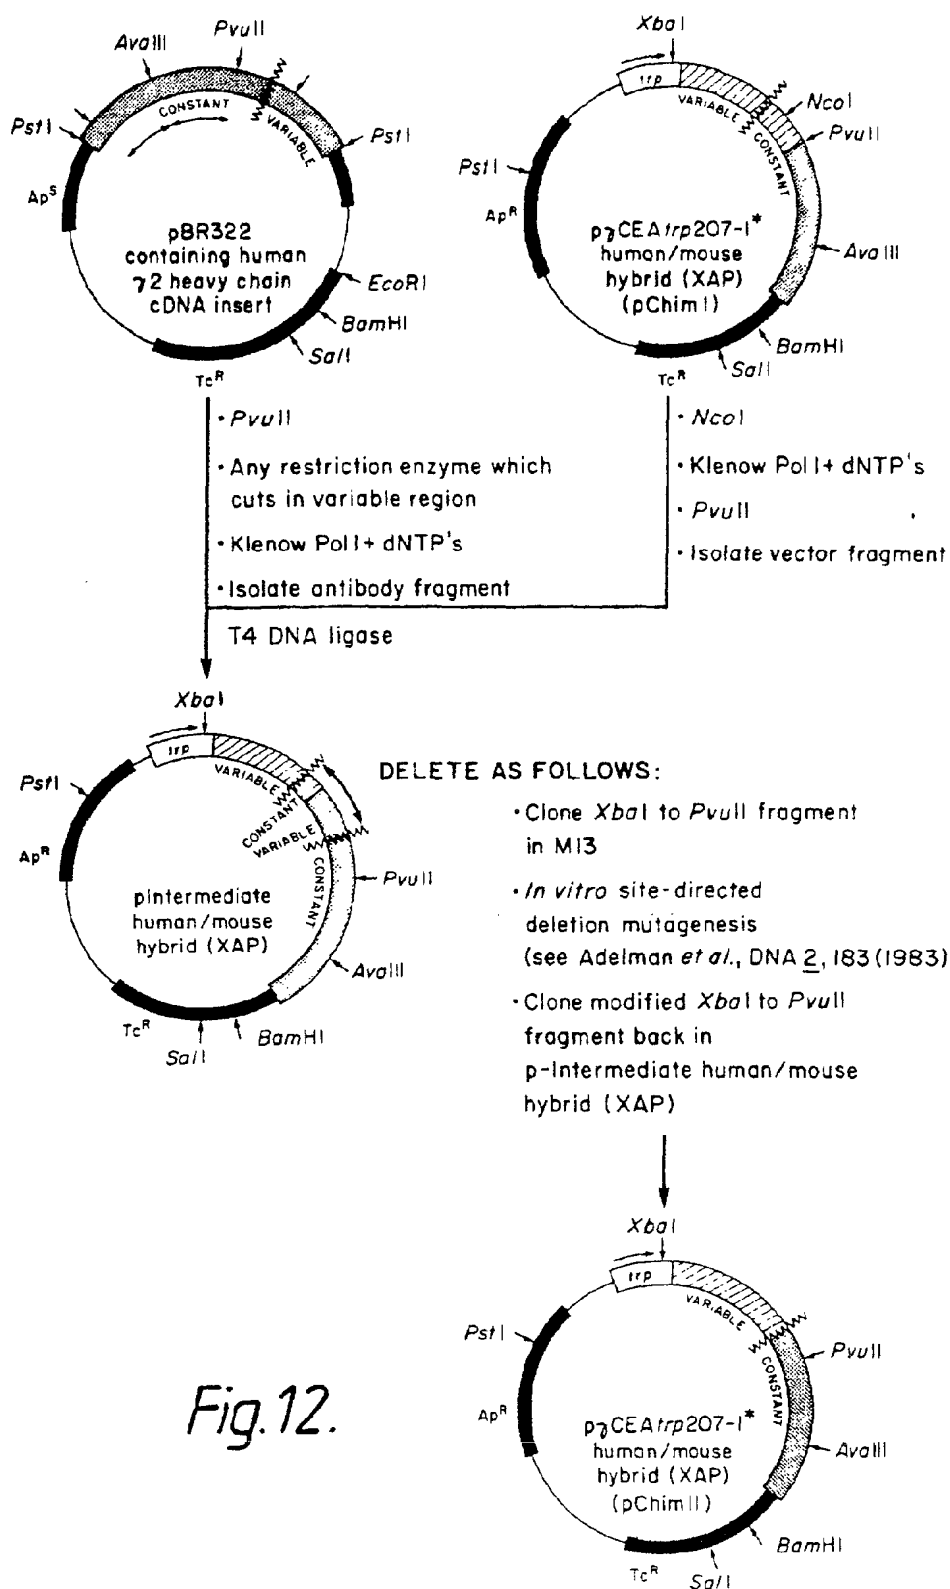 PvuII
AvaIII
PstI
CONSTANT
VARIABLE
PstI
Ap^S
pBR322
containing human
γ2 heavy chain
cDNA insert
EcoRI
BamHI
SalI
Tc^R
XbaI
trp
VARIABLE
NcoI
PvuII
CONSTANT
PstI
Ap^R
pγCEAtrp207-1*
human/mouse
hybrid (XAP)
(pChimI)
AvaIII
BamHI
SalI
Tc^R
· PvuII
· Any restriction enzyme which
cuts in variable region
· Klenow PolI+ dNTP's
· Isolate antibody fragment
· NcoI
· Klenow PolI+ dNTP's
· PvuII
· Isolate vector fragment
T4 DNA ligase
XbaI
trp
VARIABLE
CONSTANT
VARIABLE
CONSTANT
PstI
Ap^R
pIntermediate
human/mouse
hybrid (XAP)
PvuII
AvaIII
BamHI
SalI
Tc^R
DELETE AS FOLLOWS:
· Clone XbaI to PvuII fragment
in M13
· In vitro site-directed
deletion mutagenesis
(see Adelman et al., DNA 2, 183 (1983)
· Clone modified XbaI to PvuII
fragment back in
p-Intermediate human/mouse
hybrid (XAP)
XbaI
trp
VARIABLE
CONSTANT
PstI
PvuII
Ap^R
pγCEAtrp207-1*
human/mouse
hybrid (XAP)
(pChimII)
AvaIII
BamHI
SalI
Tc^R
Fig.12.